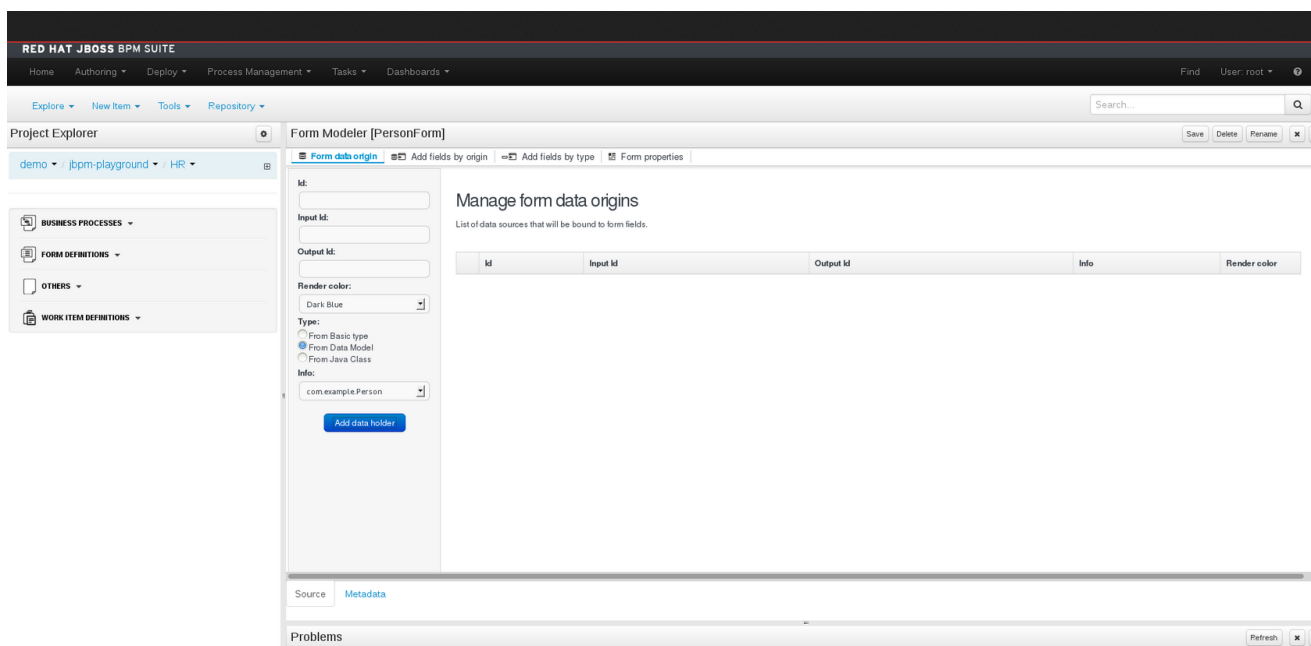 RED HAT JBOSS BPM SUITE
Home Authoring Deploy Process Management Tasks Dashboards Find User: root
Explore New Item Tools Repository Search...
Project Explorer
demo / jbpm-playground / HR
BUSINESS PROCESSES
FORM DEFINITIONS
OTHERS
WORK ITEM DEFINITIONS
Form Modeler [PersonForm] Save Delete Rename
Form data origin Add fields by origin Add fields by type Form properties
Id:
Input Id:
Output Id:
Render color:
Dark Blue
Type:
From Basic type
From Data Model
From Java Class
Info:
com.example.Person
Add data holder
Manage form data origins
List of data sources that will be bound to form fields.
Id Input Id Output Id Info Render color
Source Metadata
Problems Refresh